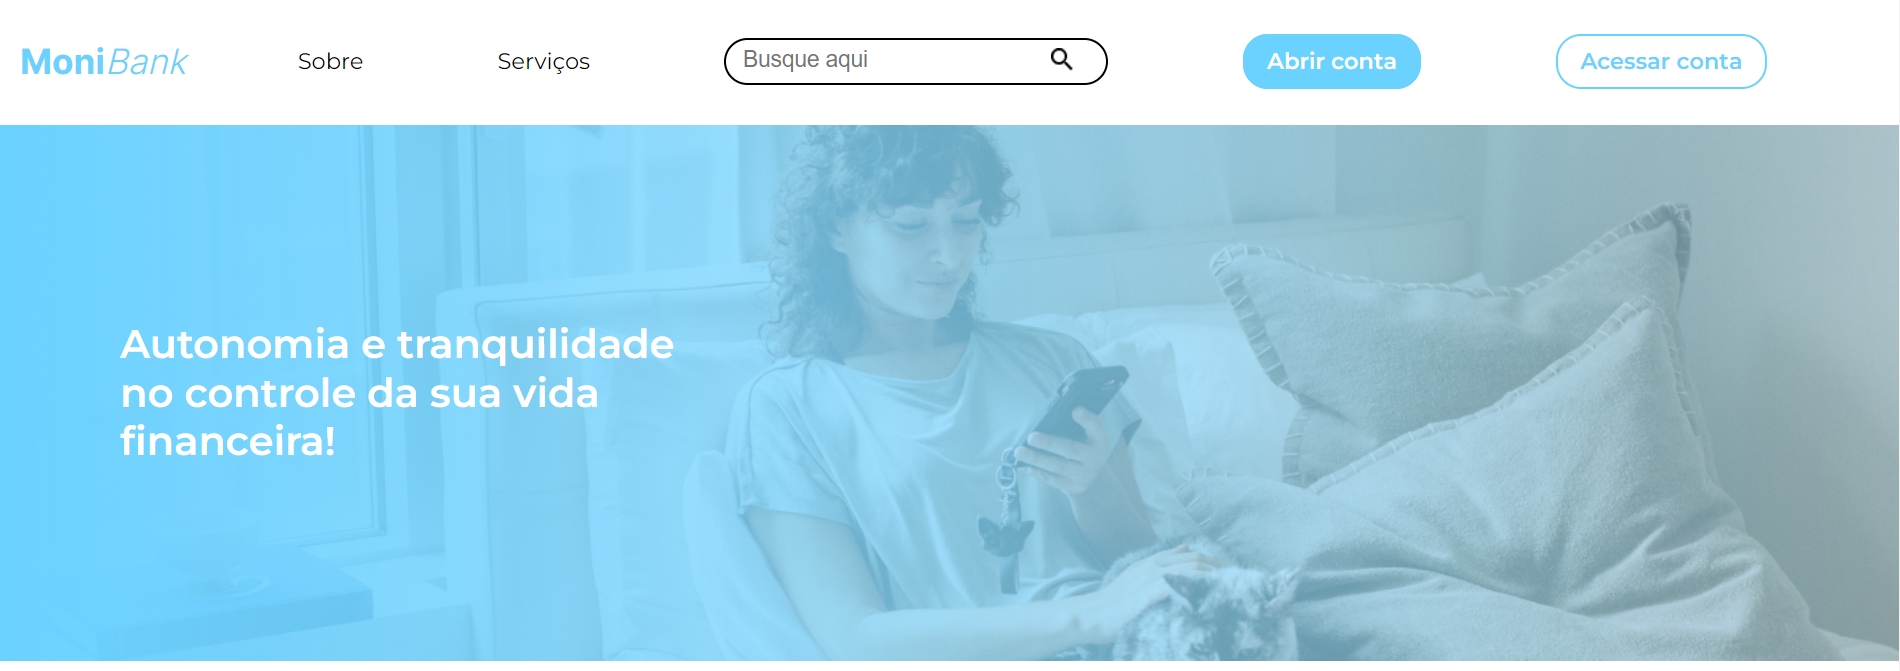 MoniBank
Sobre
Serviços
Busque aqui
Abrir conta
Acessar conta
Autonomia e tranquilidade
no controle da sua vida
financeira!